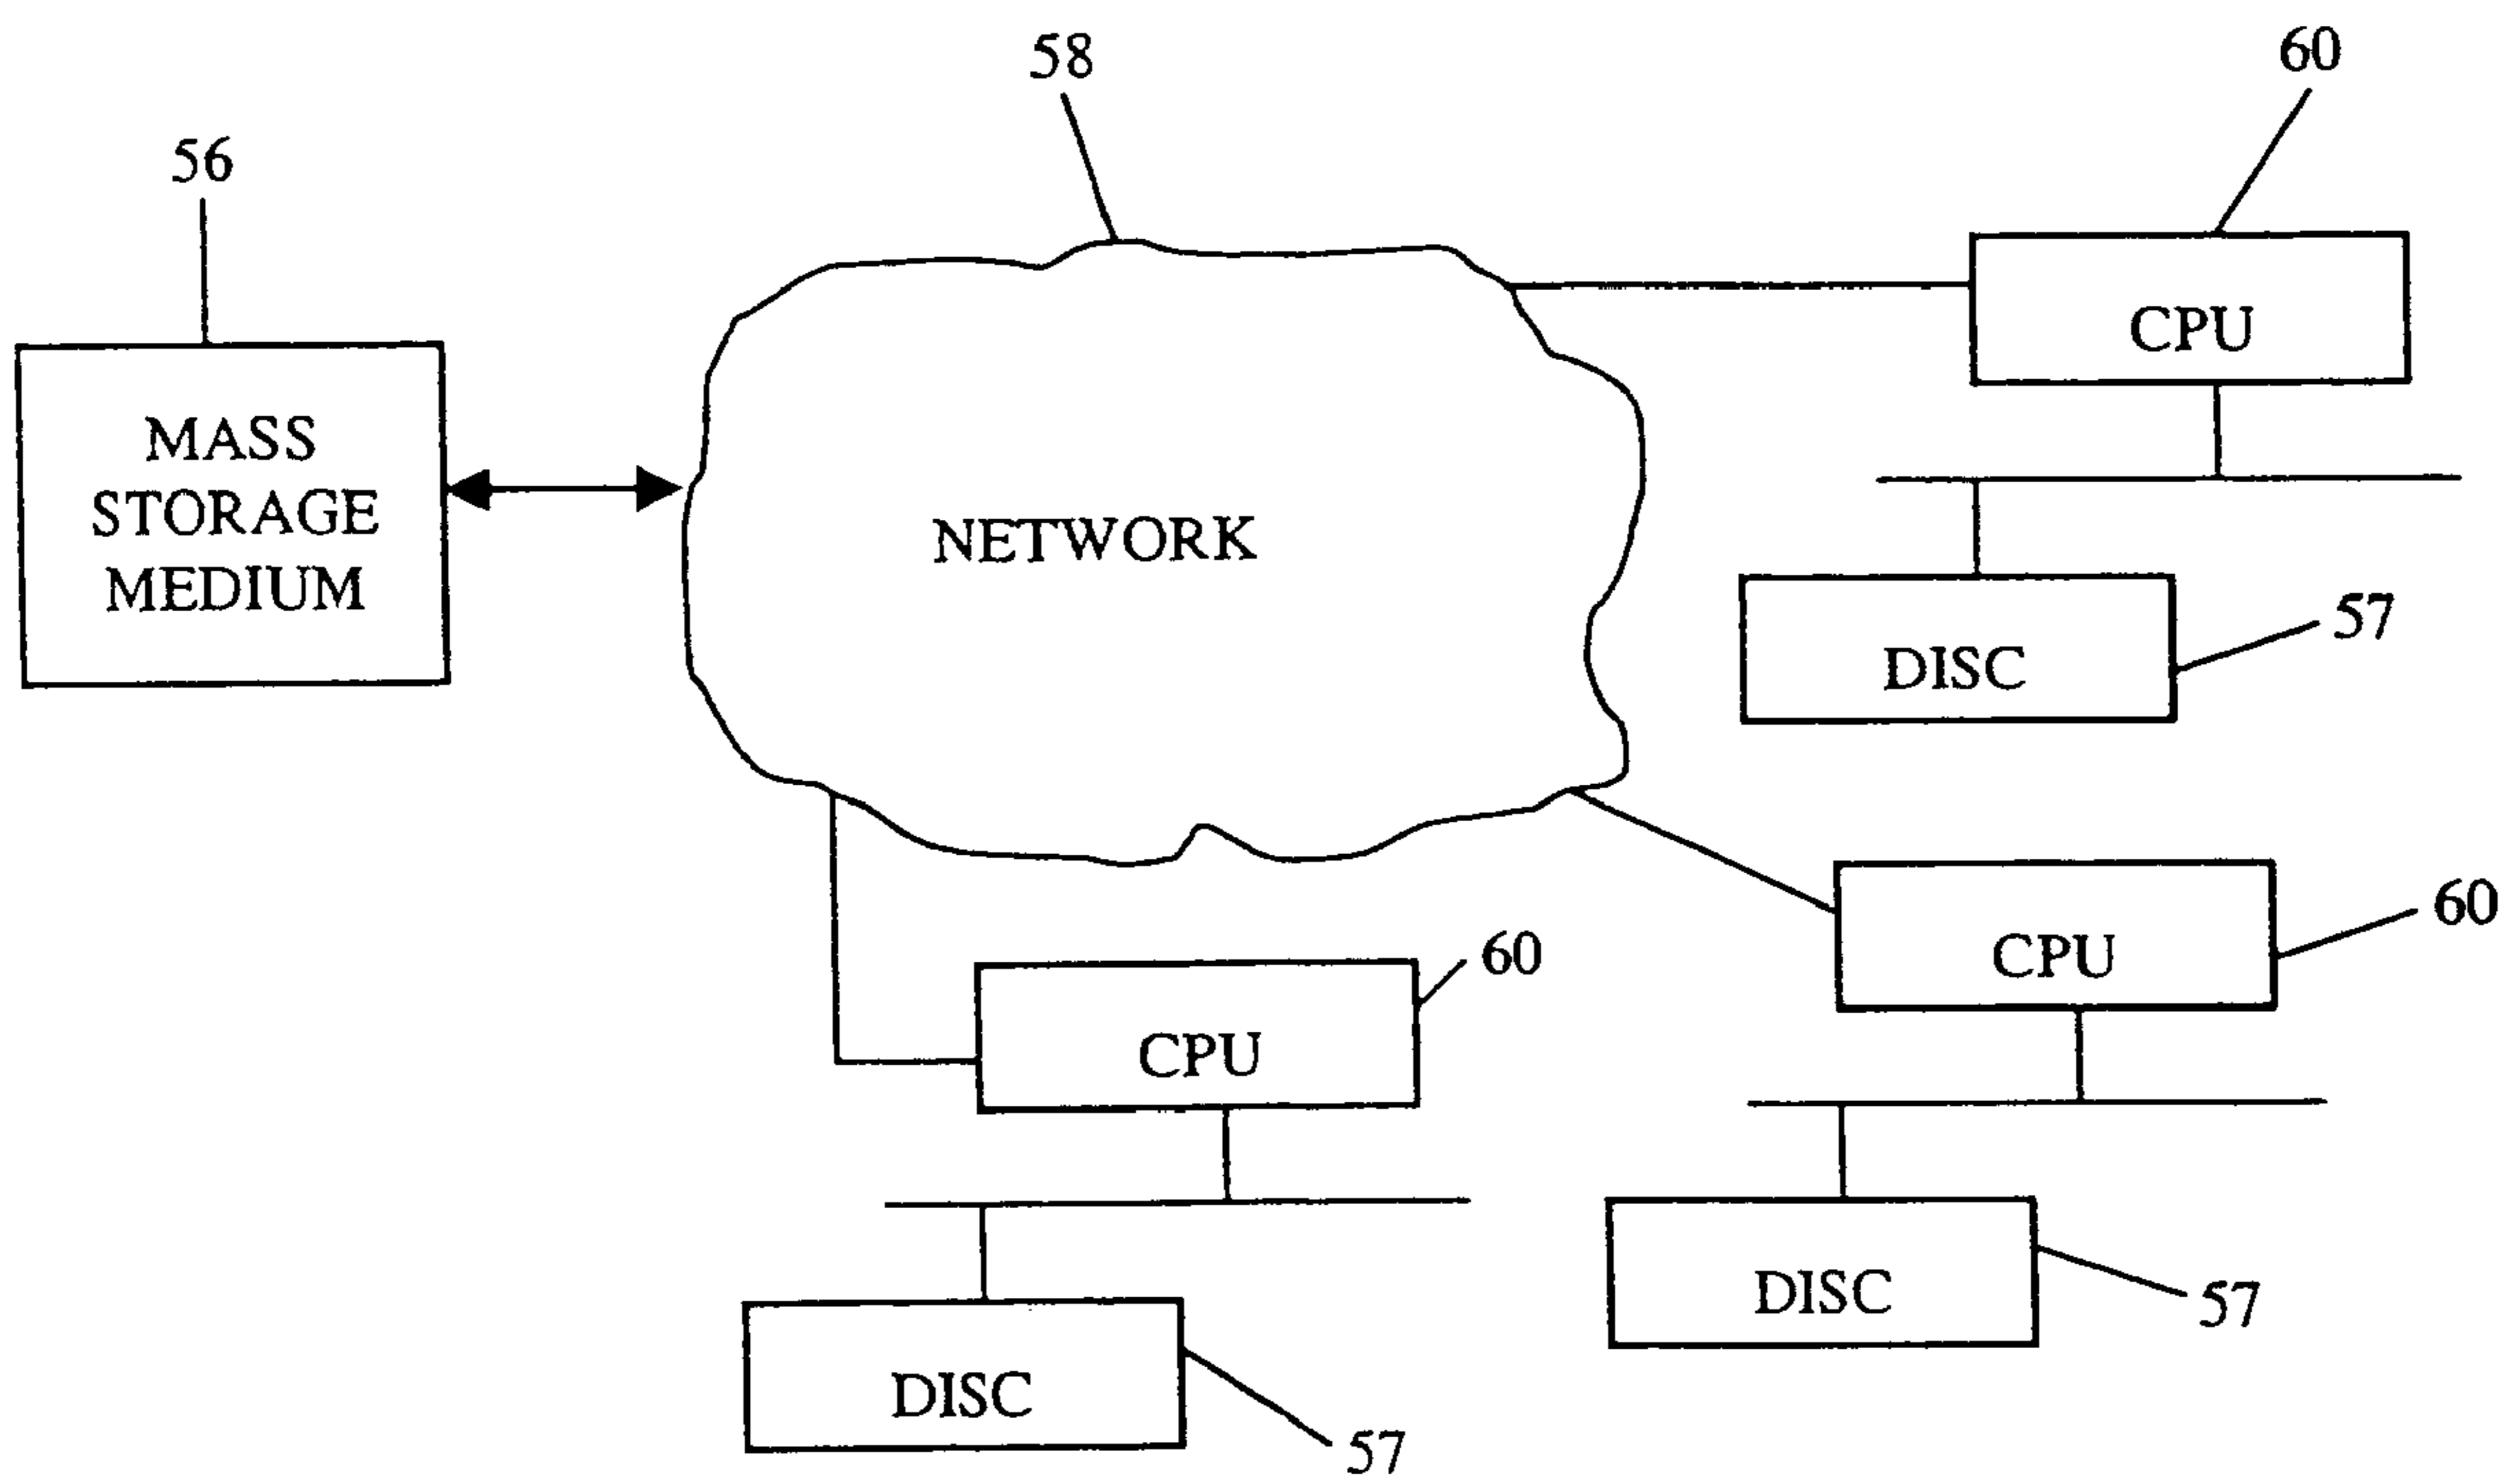 58
60
56
CPU
MASS
STORAGE
MEDIUM
NETWORK
57
DISC
60
CPU
60
CPU
DISC
57
DISC
57